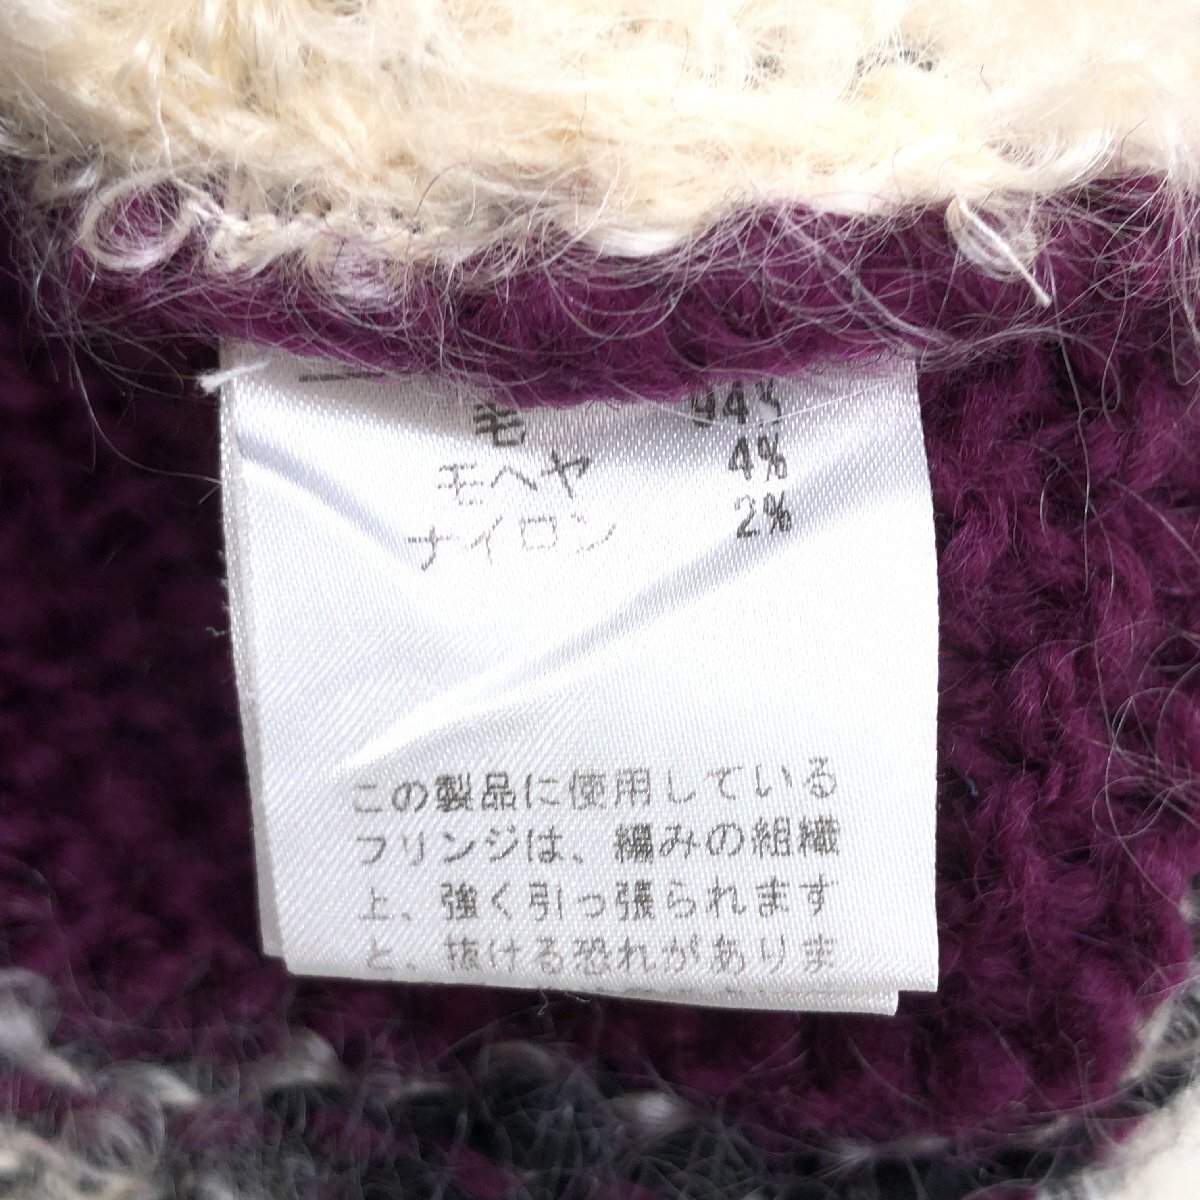 毛 94%
モヘヤ 4%
ナイロン 2%
この製品に使用している
フリンジは、編みの組織
上、強く引っ張られます
と、抜ける恐れがありま